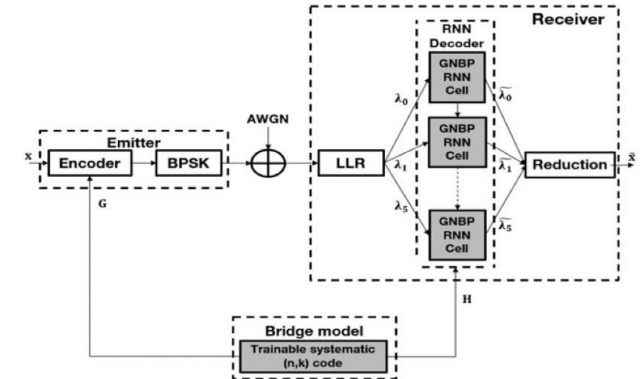 Receiver
RNN
Decoder
GNBP
RNN
Cell
λ0
λ̃0
AWGN
GNBP
RNN
Cell
Emitter
x
Encoder
BPSK
LLR
λ1
λ̃1
Reduction
x̃
G
λ5
λ̃5
GNBP
RNN
Cell
H
Bridge model
Trainable systematic
(n,k) code